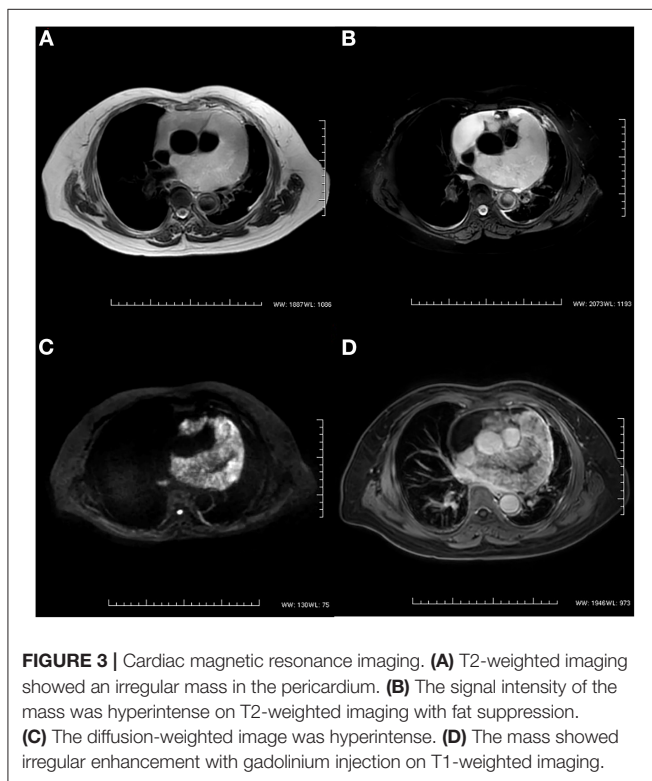 A
B
WW: 1887WL: 1086
WW: 2073WL: 1193
C
D
WW: 130WL: 75
WW: 1946WL: 973
FIGURE 3 | Cardiac magnetic resonance imaging. (A) T2-weighted imaging
showed an irregular mass in the pericardium. (B) The signal intensity of the
mass was hyperintense on T2-weighted imaging with fat suppression.
(C) The diffusion-weighted image was hyperintense. (D) The mass showed
irregular enhancement with gadolinium injection on T1-weighted imaging.